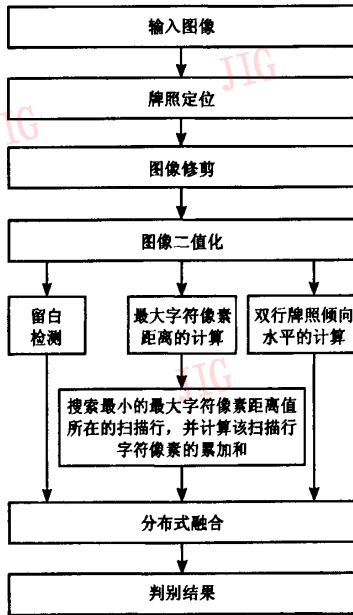 输入图像
JIG
牌照定位
IG
图像修剪
图像二值化
留白
检测
最大字符像素
距离的计算
双行牌照倾向
水平的计算
JIG
搜索最小的最大字符像素距离值
所在的扫描行，并计算该扫描行
字符像素的累加和
分布式融合
判别结果